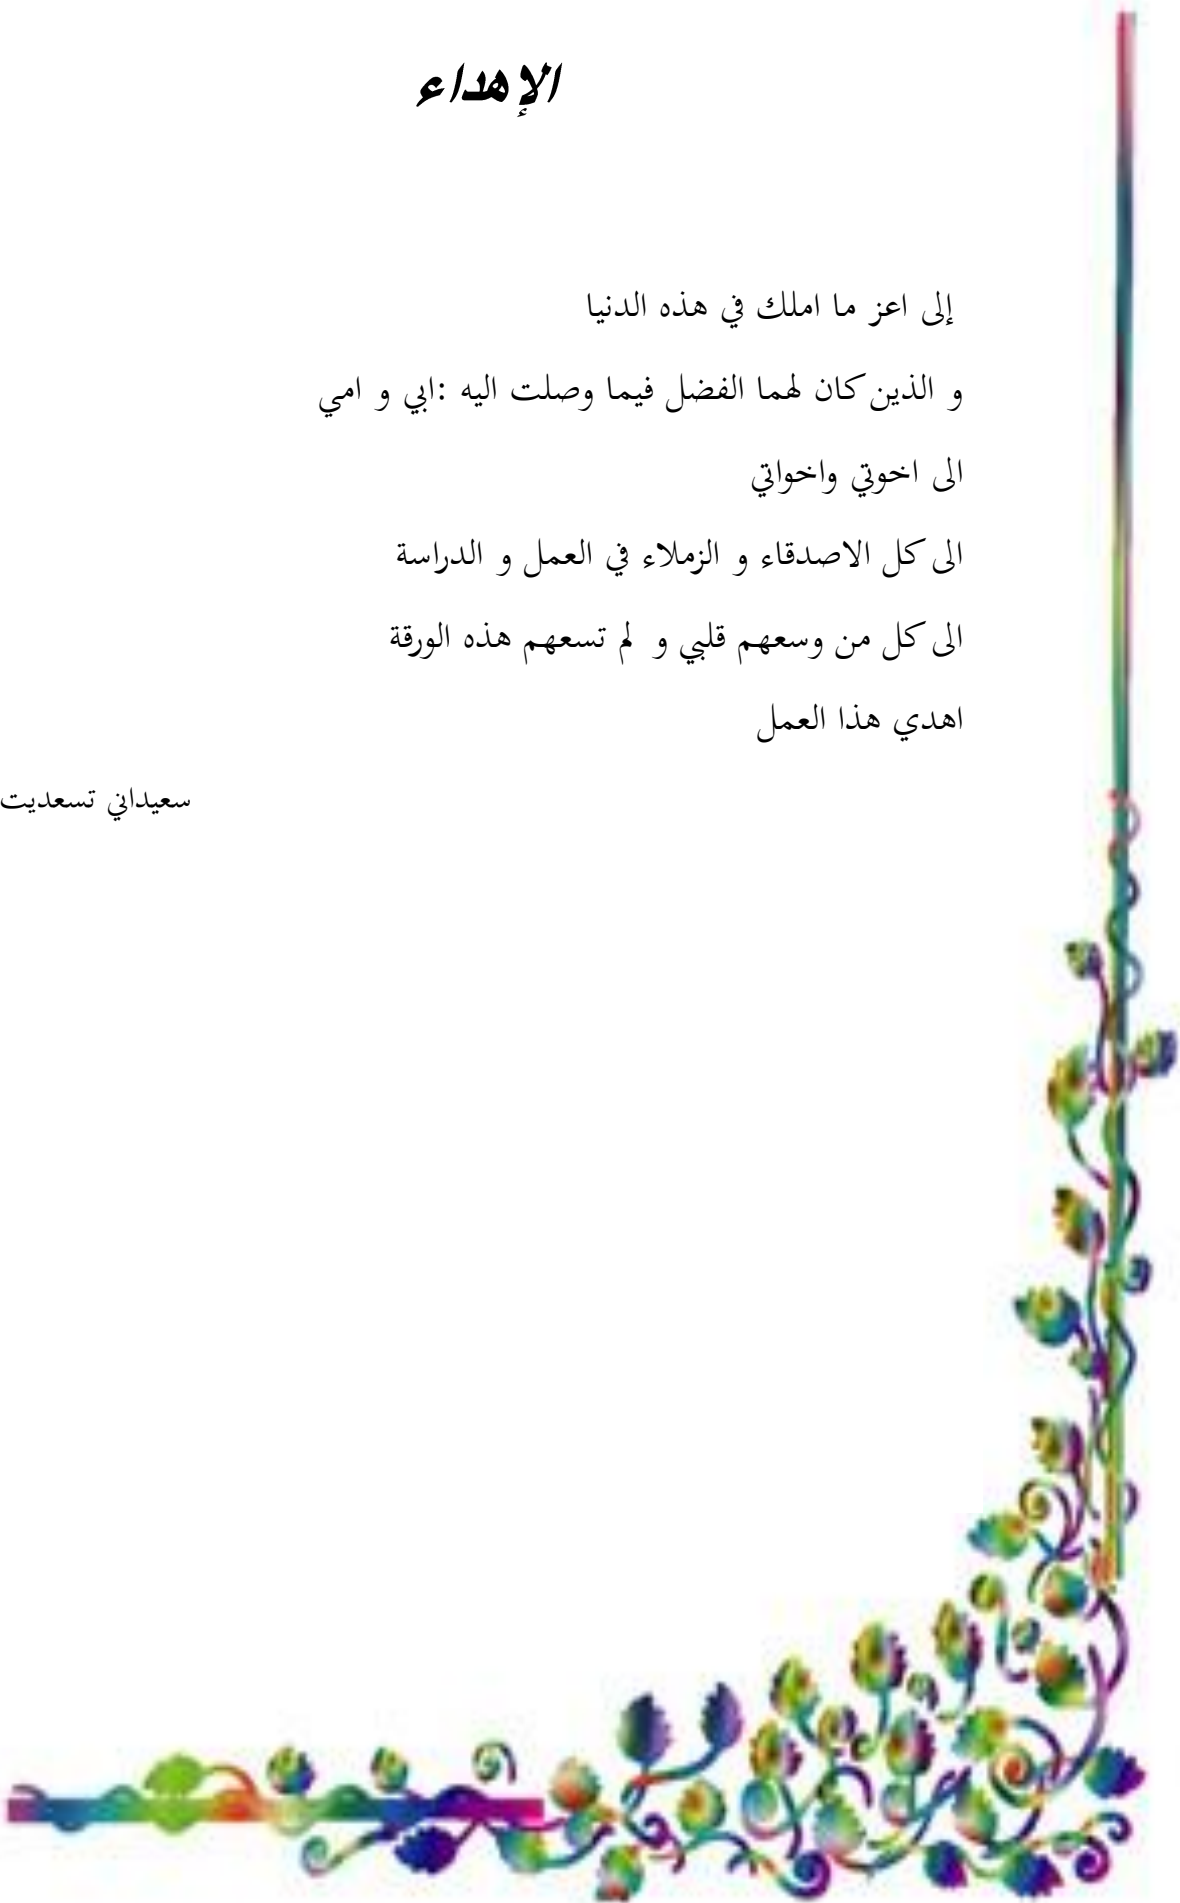 الإهداء
إلى اعز ما املك في هذه الدنيا
و الذين كان لهما الفضل فيما وصلت اليه :ابي و امي
الى اخوتي واخواتي
الى كل الاصدقاء و الزملاء في العمل و الدراسة
الى كل من وسعهم قلبي و لم تسعهم هذه الورقة
اهدي هذا العمل
سعيداني تسعديت